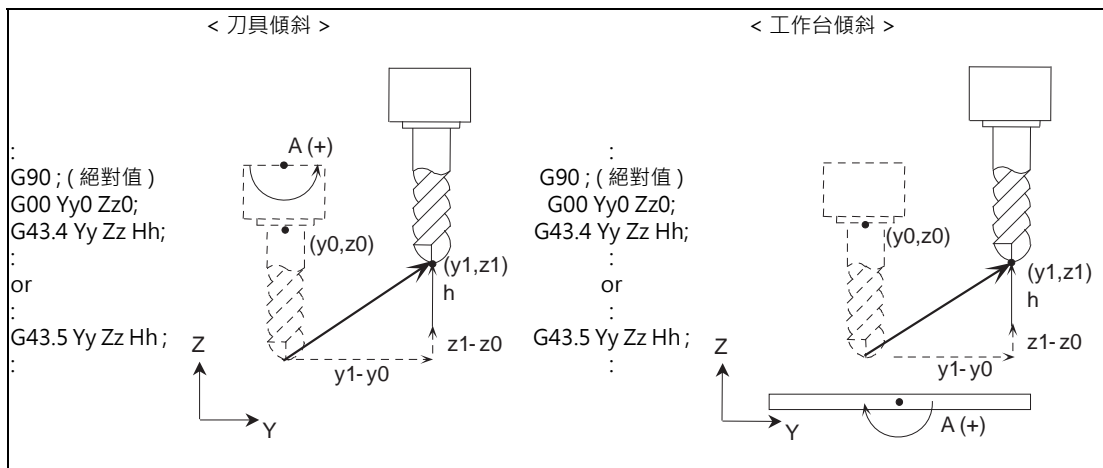 < 刀具傾斜 >
:
G90 ; ( 絕對值 )
G00 Yy0 Zz0;
G43.4 Yy Zz Hh;
:
or
:
G43.5 Yy Zz Hh ;
:
A (+)
(y0,z0)
(y1,z1)
h
z1- z0
y1- y0
Z
Y
< 工作台傾斜 >
:
G90 ; ( 絕對值 )
G00 Yy0 Zz0;
G43.4 Yy Zz Hh;
:
or
:
G43.5 Yy Zz Hh ;
:
(y0,z0)
(y1,z1)
h
z1- z0
y1- y0
Z
Y
A (+)